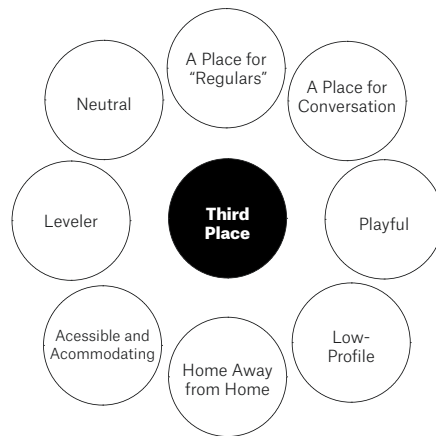 A Place for
“Regulars”
A Place for
Conversation
Neutral
Third
Place
Leveler
Playful
Acessible and
Acommodating
Low-
Profile
Home Away
from Home